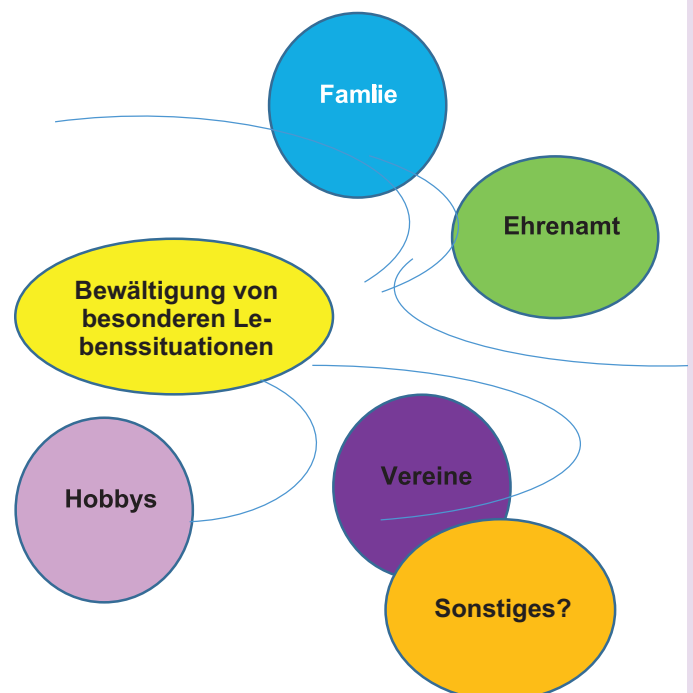 Famlie
Ehrenamt
Bewältigung von
besonderen Le-
benssituationen
Vereine
Hobbys
Sonstiges?